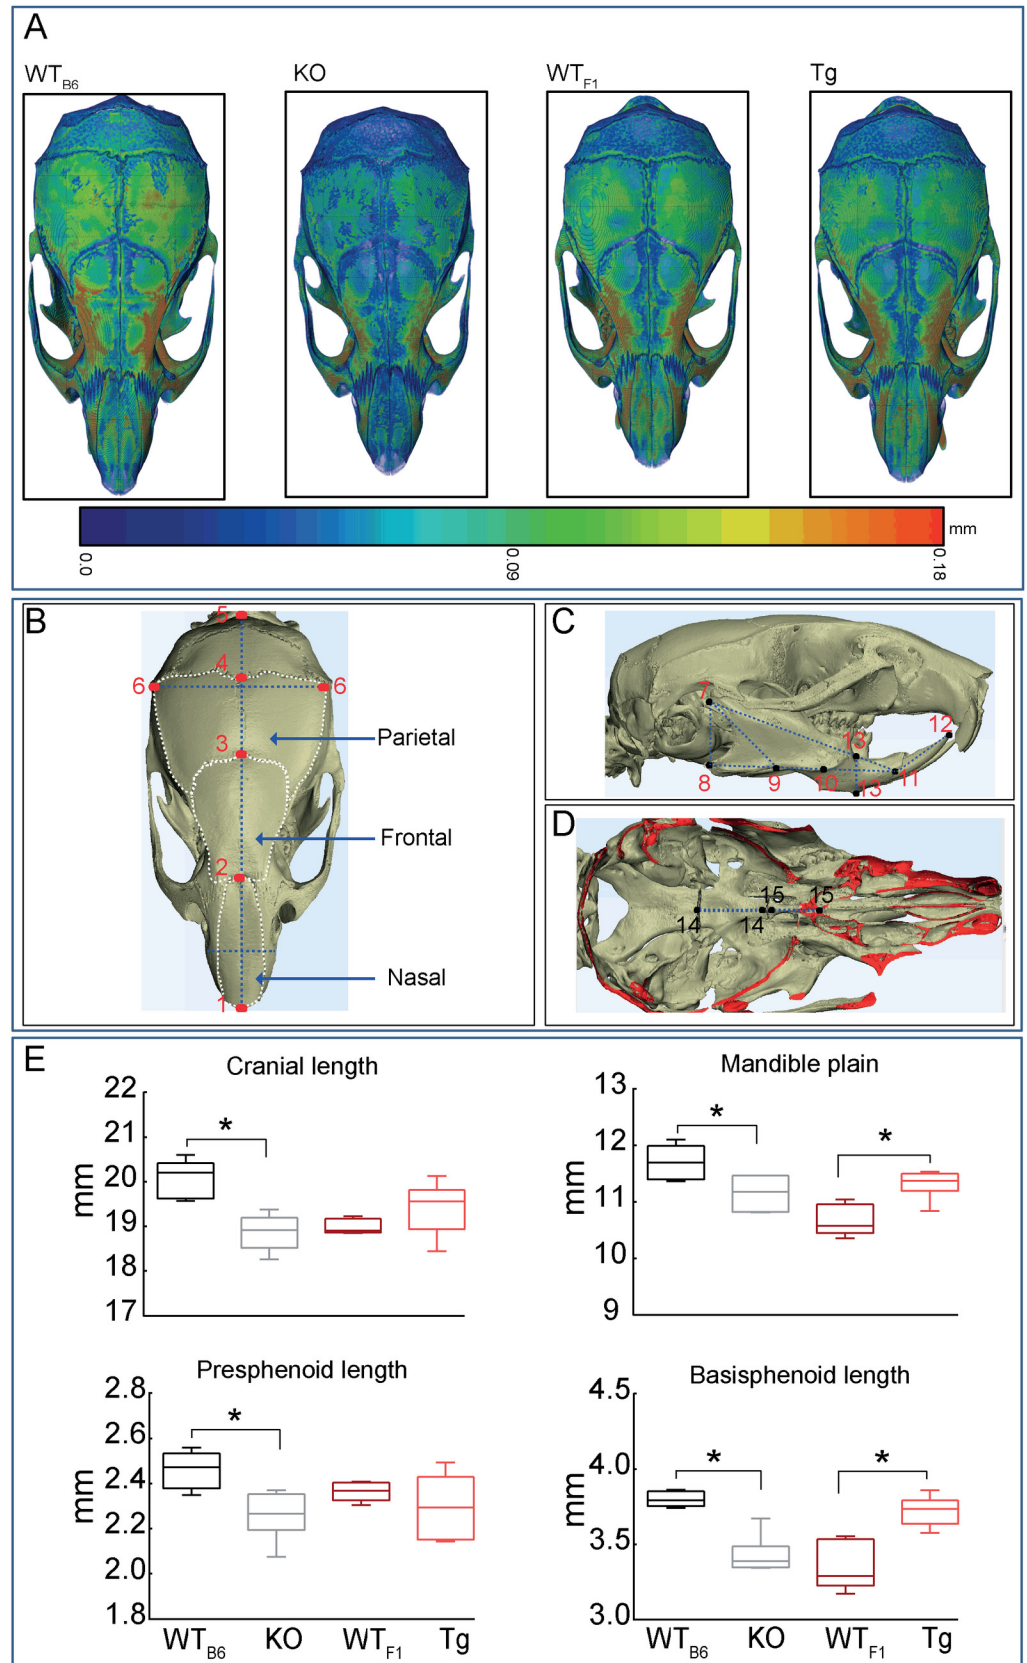 A
WTB6
KO
WTF1
Tg
mm
0.0
0.09
0.18
B
5
4
6
6
3
Parietal
Frontal
2
Nasal
1
C
7
12
13
8
9
10
13
11
D
15
15
14
14
E
Cranial length
22
21
20
19
18
17
mm
*
Mandible plain
13
12
11
10
9
mm
*
*
Presphenoid length
2.8
2.6
2.4
2.2
2.0
1.8
mm
*
WTB6
KO
WTF1
Tg
Basisphenoid length
4.5
4.0
3.5
3.0
mm
*
*
WTB6
KO
WTF1
Tg